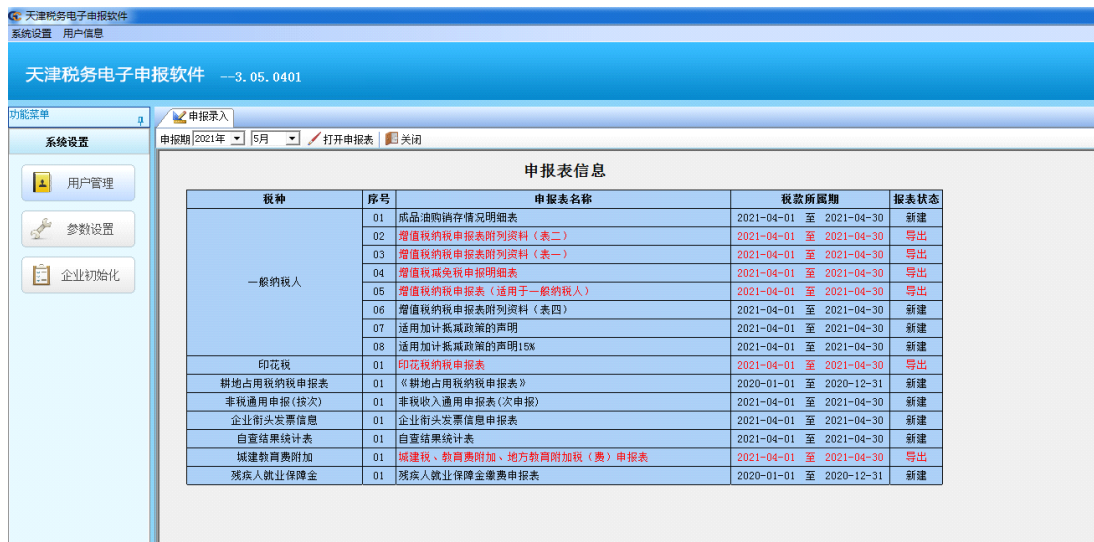 天津税务电子申报软件
系统设置 用户信息
天津税务电子申报软件 --3.05.0401
功能菜单
系统设置
用户管理
参数设置
企业初始化
申报录入
申报期 2021年 5月 打开申报表 关闭
申报表信息
税种 序号 申报表名称 税款所属期 报表状态
一般纳税人
01 成品油购销存情况明细表 2021-04-01 至 2021-04-30 新建
02 增值税纳税申报表附列资料（表二） 2021-04-01 至 2021-04-30 导出
03 增值税纳税申报表附列资料（表一） 2021-04-01 至 2021-04-30 导出
04 增值税减免税申报明细表 2021-04-01 至 2021-04-30 导出
05 增值税纳税申报表（适用于一般纳税人） 2021-04-01 至 2021-04-30 导出
06 增值税纳税申报表附列资料（表四） 2021-04-01 至 2021-04-30 新建
07 适用加计抵减政策的声明 2021-04-01 至 2021-04-30 新建
08 适用加计抵减政策的声明15% 2021-04-01 至 2021-04-30 新建
印花税 01 印花税纳税申报表 2021-04-01 至 2021-04-30 导出
耕地占用税纳税申报表 01 《耕地占用税纳税申报表》 2020-01-01 至 2020-12-31 新建
非税通用申报(按次) 01 非税收入通用申报表(次申报) 2021-04-01 至 2021-04-30 新建
企业衔头发票信息 01 企业衔头发票信息申报表 2021-04-01 至 2021-04-30 新建
自查结果统计表 01 自查结果统计表 2021-04-01 至 2021-04-30 新建
城建教育费附加 01 城建税、教育费附加、地方教育附加税（费）申报表 2021-04-01 至 2021-04-30 导出
残疾人就业保障金 01 残疾人就业保障金缴费申报表 2020-01-01 至 2020-12-31 新建